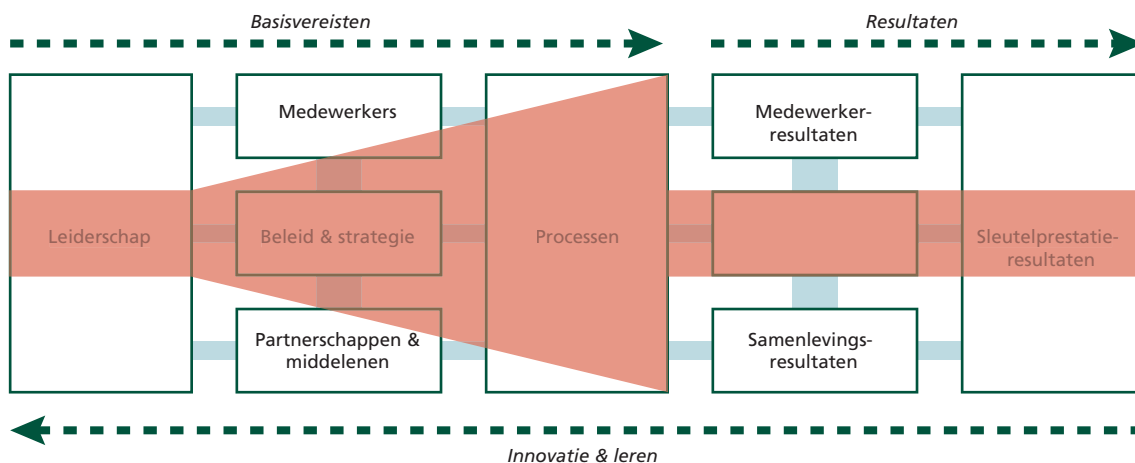 Basisvereisten
Resultaten
Medewerkers
Medewerker-
resultaten
Leiderschap
Beleid & strategie
Processen
Sleutelprestatie-
resultaten
Partnerschappen &
middelenen
Samenlevings-
resultaten
Innovatie & leren